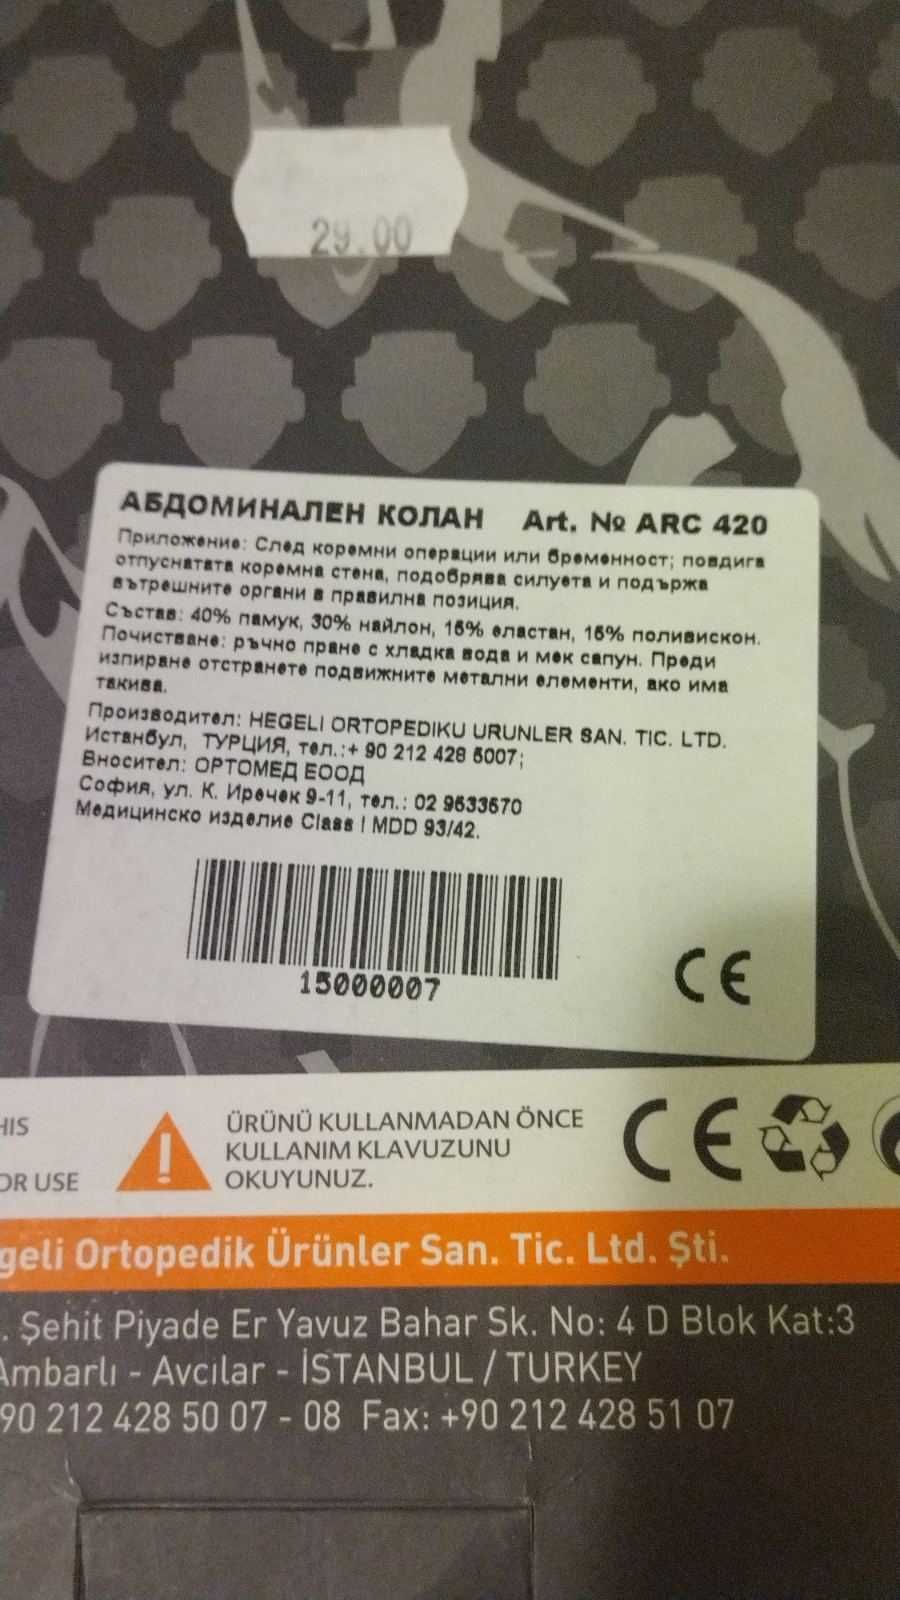 29.00
АБДОМИНАЛЕН КОЛАН Art. № ARC 420
Приложение: След коремни операции или бременност; повдига
отпуснатата коремна стена, подобрява силуета и подържа
вътрешните органи в правилна позиция.
Състав: 40% памук, 30% найлон, 15% еластан, 15% поливискон.
Почистване: ръчно пране с хладка вода и мек сапун. Преди
изпиране отстранете подвижните метални елементи, ако има
такива.
Производител: HEGELI ORTOPEDIKU URUNLER SAN. TIC. LTD.
Истанбул, ТУРЦИЯ, тел.:+ 90 212 428 5007;
Вносител: ОРТОМЕД ЕООД
София, ул. К. Иречек 9-11, тел.: 02 9533570
Медицинско изделие Class I MDD 93/42.
15000007
CE
HIS
OR USE
ÜRÜNÜ KULLANMADAN ÖNCE
KULLANIM KLAVUZUNU
OKUYUNUZ.
CE
geli Ortopedik Ürünler San. Tic. Ltd. Şti.
. Şehit Piyade Er Yavuz Bahar Sk. No: 4 D Blok Kat:3
Ambarlı - Avcılar - İSTANBUL / TURKEY
90 212 428 50 07 - 08 Fax: +90 212 428 51 07